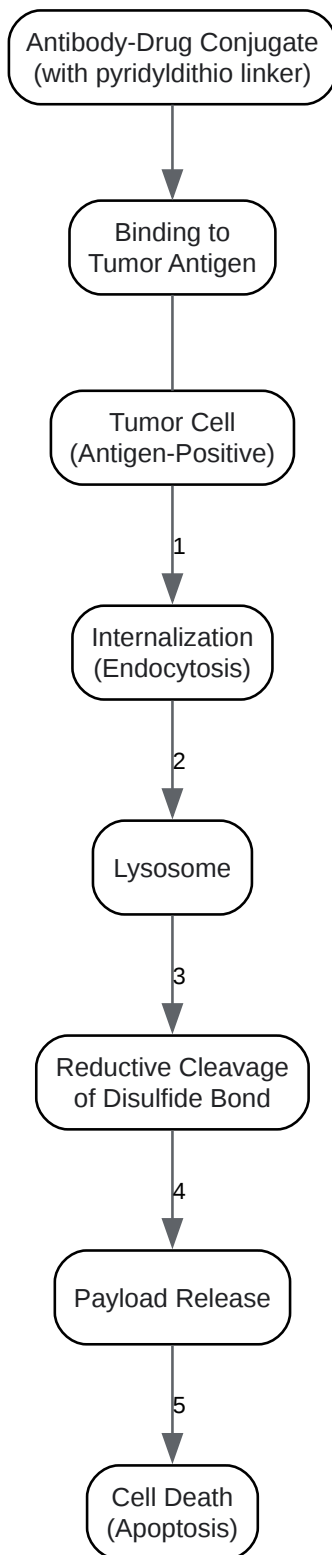 Antibody-Drug Conjugate
(with pyridyldithio linker)
Binding to
Tumor Antigen
Tumor Cell
(Antigen-Positive)
1
Internalization
(Endocytosis)
2
Lysosome
3
Reductive Cleavage
of Disulfide Bond
4
Payload Release
5
Cell Death
(Apoptosis)